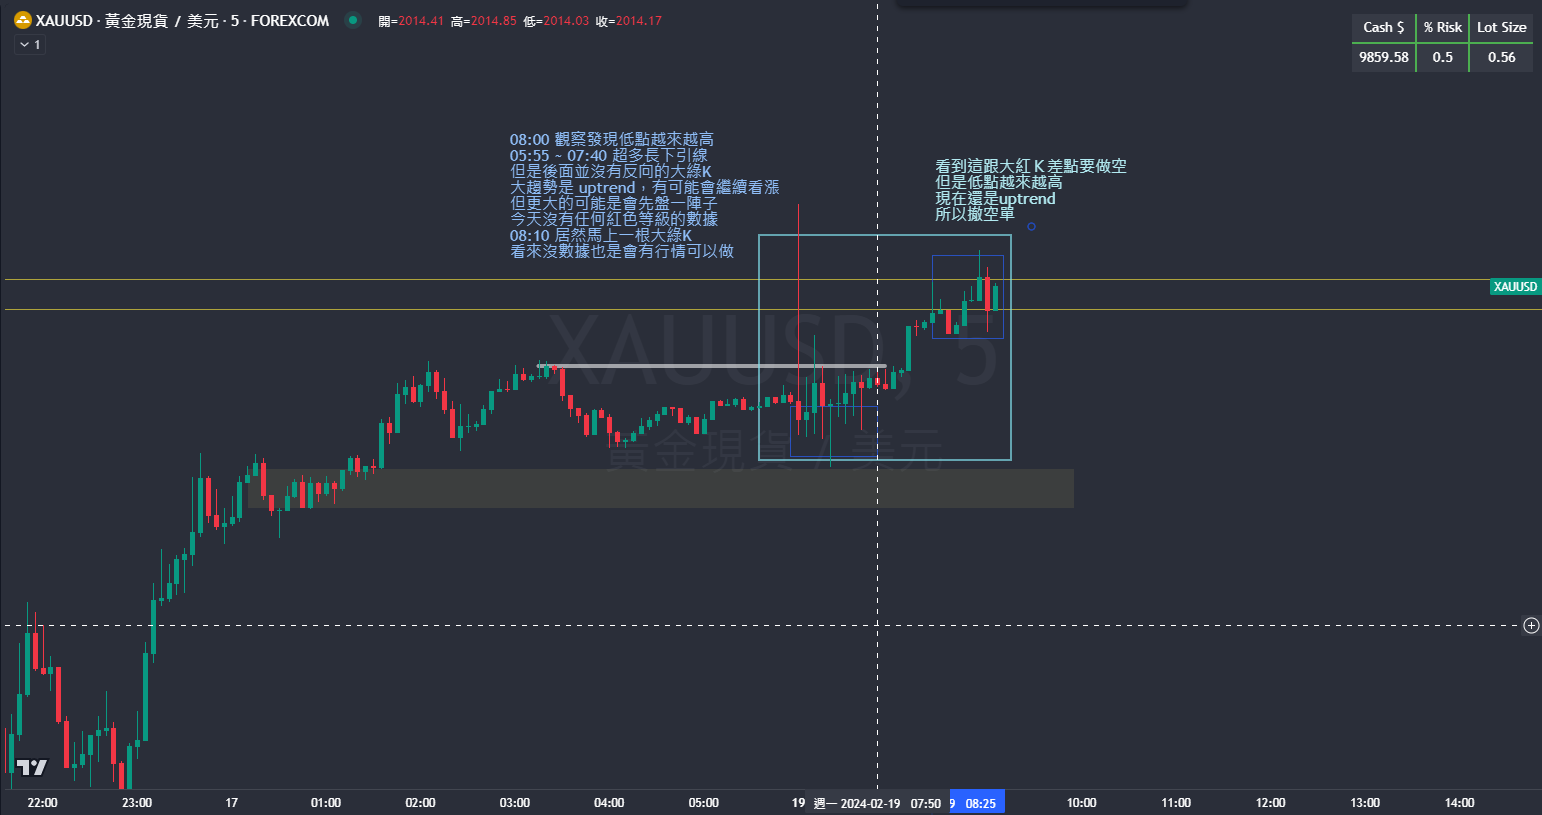 XAUUSD · 黃金現貨 / 美元 · 5 · FOREXCOM 開=2014.41 高=2014.85 低=2014.03 收=2014.17
1
Cash $ % Risk Lot Size
9859.58 0.5 0.56
08:00 觀察發現低點越來越高
05:55 ~ 07:40 超多長下引線
但是後面並沒有反向的大綠K
大趨勢是 uptrend，有可能會繼續看漲
但更大的可能是會先盤一陣子
今天沒有任何紅色等級的數據
08:10 居然馬上一根大綠K
看來沒數據也是會有行情可以做
看到這跟大紅 K 差點要做空
但是低點越來越高
現在還是uptrend
所以撤空單
XAUUSD
XAUUSD, 5
黃金現貨 / 美元
22:00 23:00 17 01:00 02:00 03:00 04:00 05:00 19 週一 2024-02-19 07:50 9 08:25 10:00 11:00 12:00 13:00 14:00